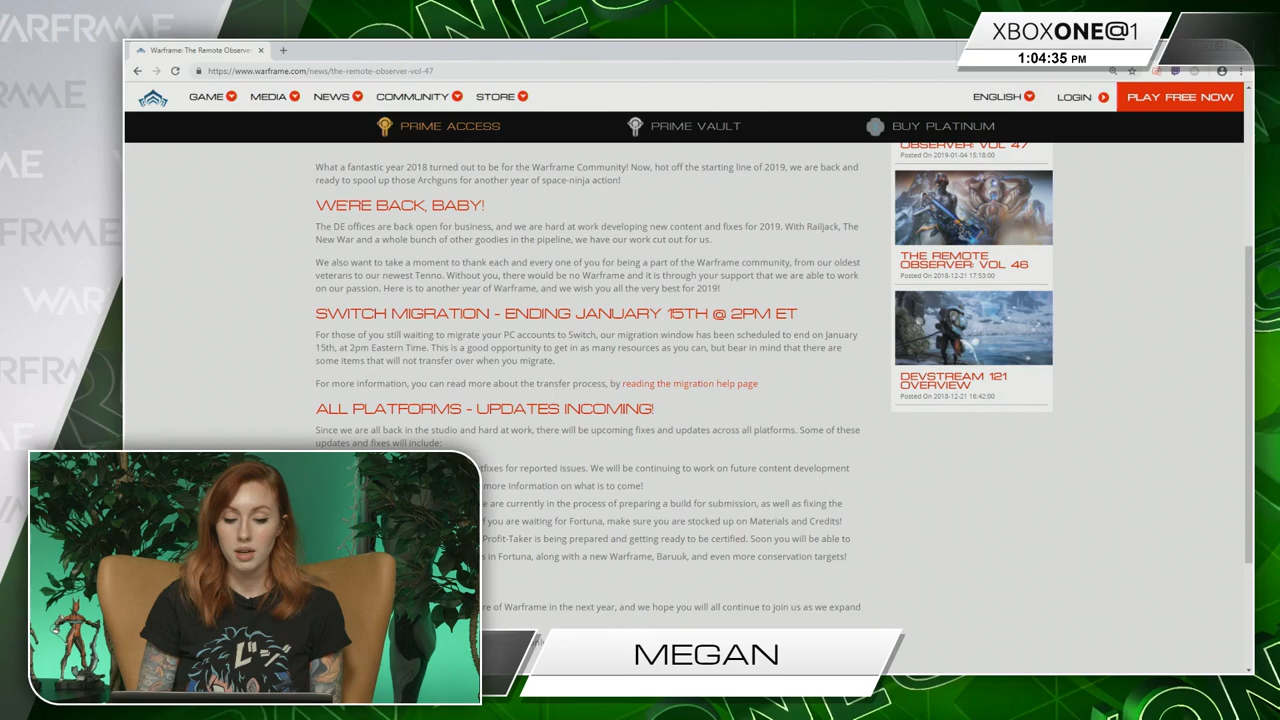 XBOXONE@1
1:04:35 PM
Warframe: The Remote Observer
https://www.warframe.com/news/the-remote-observer-vol-47
GAME MEDIA NEWS COMMUNITY STORE ENGLISH LOGIN PLAY FREE NOW
PRIME ACCESS PRIME VAULT BUY PLATINUM
What a fantastic year 2018 turned out to be for the Warframe Community! Now, hot off the starting line of 2019, we are back and
ready to spool up those Archguns for another year of space-ninja action!
WE'RE BACK, BABY!
The DE offices are back open for business, and we are hard at work developing new content and fixes for 2019. With Railjack, The
New War and a whole bunch of other goodies in the pipeline, we have our work cut out for us.
We also want to take a moment to thank each and every one of you for being a part of the Warframe community, from our oldest
veterans to our newest Tenno. Without you, there would be no Warframe and it is through your support that we are able to work
on our passion. Here is to another year of Warframe, and we wish you all the very best for 2019!
SWITCH MIGRATION - ENDING JANUARY 15TH @ 2PM ET
For those of you still waiting to migrate your PC accounts to Switch, our migration window has been scheduled to end on January
15th, at 2pm Eastern Time. This is a good opportunity to get in as many resources as you can, but bear in mind that there are
some items that will not transfer over when you migrate.
For more information, you can read more about the transfer process, by reading the migration help page
ALL PLATFORMS - UPDATES INCOMING!
Since we are all back in the studio and hard at work, there will be upcoming fixes and updates across all platforms. Some of these
updates and fixes will include:
tfixes for reported issues. We will be continuing to work on future content development
more information on what is to come!
e are currently in the process of preparing a build for submission, as well as fixing the
f you are waiting for Fortuna, make sure you are stocked up on Materials and Credits!
Profit-Taker is being prepared and getting ready to be certified. Soon you will be able to
s in Fortuna, along with a new Warframe, Baruuk, and even more conservation targets!
re of Warframe in the next year, and we hope you will all continue to join us as we expand
OBSERVER: VOL 47
Posted On 2019-01-04 15:18:00
THE REMOTE
OBSERVER: VOL 46
Posted On 2018-12-21 17:53:00
DEVSTREAM 121
OVERVIEW
Posted On 2018-12-21 16:42:00
MEGAN